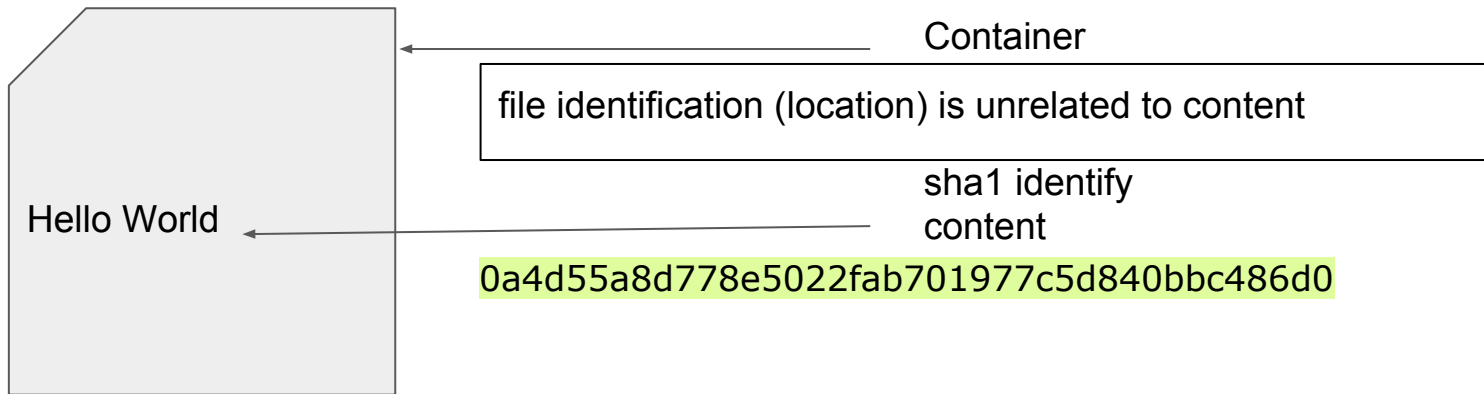 Container
file identification (location) is unrelated to content
sha1 identify
content
Hello World
0a4d55a8d778e5022fab701977c5d840bbc486d0